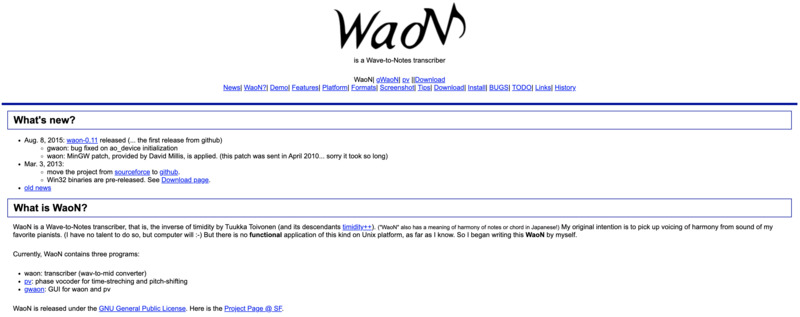 WaoN
is a Wave-to-Notes transcriber
WaoN| gWaoN| pv ||Download
News| WaoN?| Demo| Features| Platform| Formats| Screenshot| Tips| Download| Install| BUGS| TODO| Links| History
What's new?
• Aug. 8, 2015: waon-0.11 released (... the first release from github)
◦ gwaon: bug fixed on ao_device initialization
◦ waon: MinGW patch, provided by David Millis, is applied. (this patch was sent in April 2010... sorry it took so long)
• Mar. 3, 2013:
◦ move the project from sourceforce to github.
◦ Win32 binaries are pre-released. See Download page.
• old news
What is WaoN?
WaoN is a Wave-to-Notes transcriber, that is, the inverse of timidity by Tuukka Toivonen (and its descendants timidity++). ("WaoN" also has a meaning of harmony of notes or chord in Japanese!) My original intention is to pick up voicing of harmony from sound of my
favorite pianists. (I have no talent to do so, but computer will :-) But there is no functional application of this kind on Unix platform, as far as I know. So I began writing this WaoN by myself.
Currently, WaoN contains three programs:
• waon: transcriber (wav-to-mid converter)
• pv: phase vocoder for time-streching and pitch-shifting
• gwaon: GUI for waon and pv
WaoN is released under the GNU General Public License. Here is the Project Page @ SF.